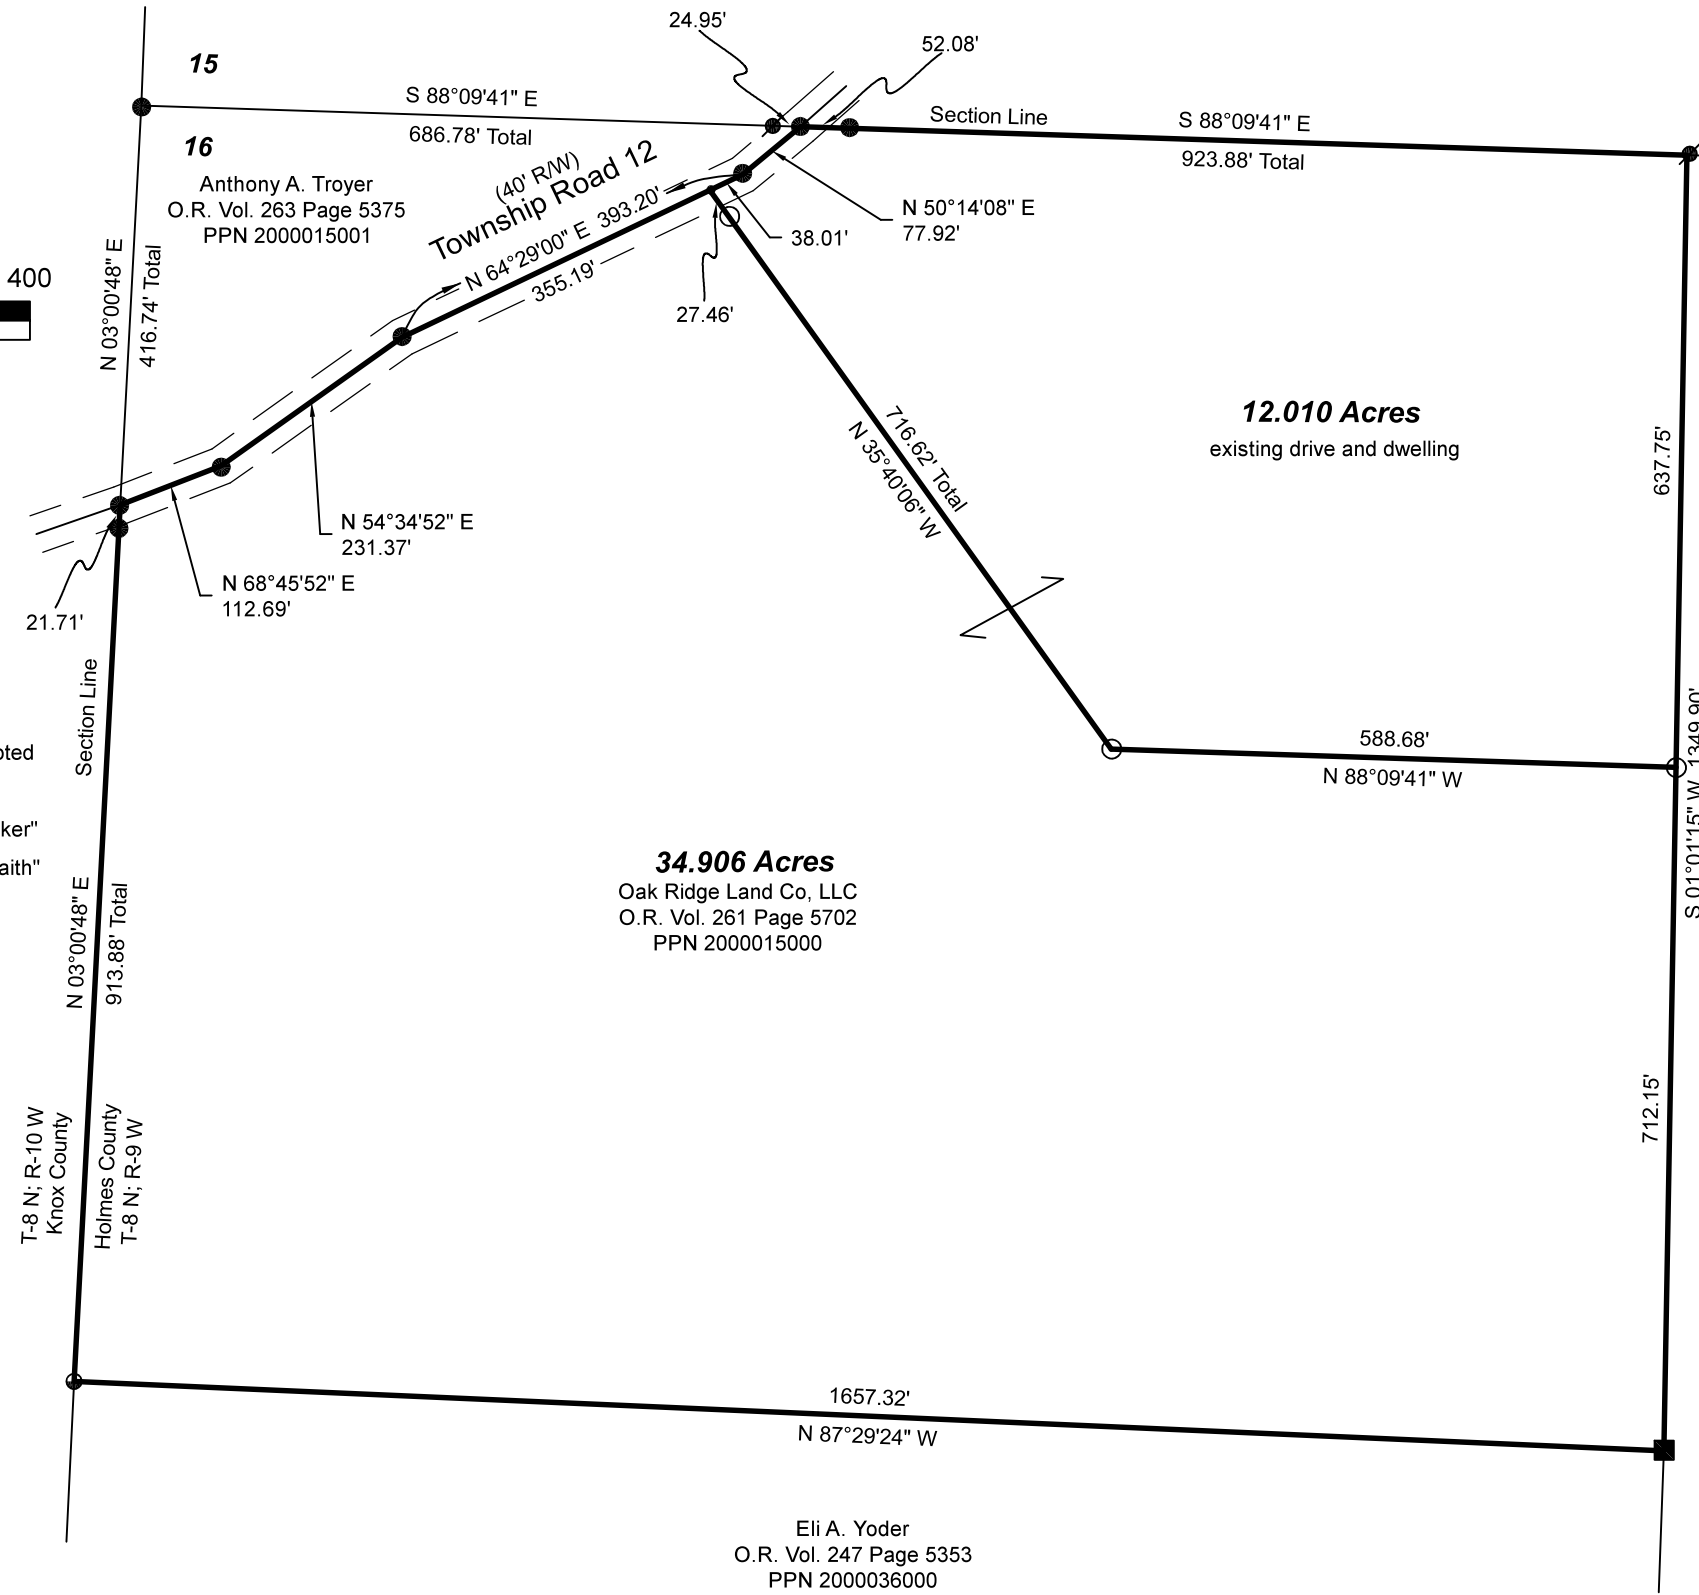 24.95'
52.08'
15
S 88°09'41" E
686.78' Total
Section Line
S 88°09'41" E
923.88' Total
16
Anthony A. Troyer
O.R. Vol. 263 Page 5375
PPN 2000015001
(40' R/W)
Township Road 12
N 64°29'00" E 393.20'
355.19'
N 50°14'08" E
77.92'
38.01'
27.46'
N 03°00'48" E
416.74' Total
400
12.010 Acres
existing drive and dwelling
716.62' Total
N 35°40'06" W
637.75'
N 54°34'52" E
231.37'
N 68°45'52" E
112.69'
21.71'
Section Line
588.68'
N 88°09'41" W
S 01°01'15" W 1349.90'
34.906 Acres
Oak Ridge Land Co, LLC
O.R. Vol. 261 Page 5702
PPN 2000015000
N 03°00'48" E
913.88' Total
712.15'
T-8 N; R-10 W
Knox County
Holmes County
T-8 N; R-9 W
1657.32'
N 87°29'24" W
Eli A. Yoder
O.R. Vol. 247 Page 5353
PPN 2000036000